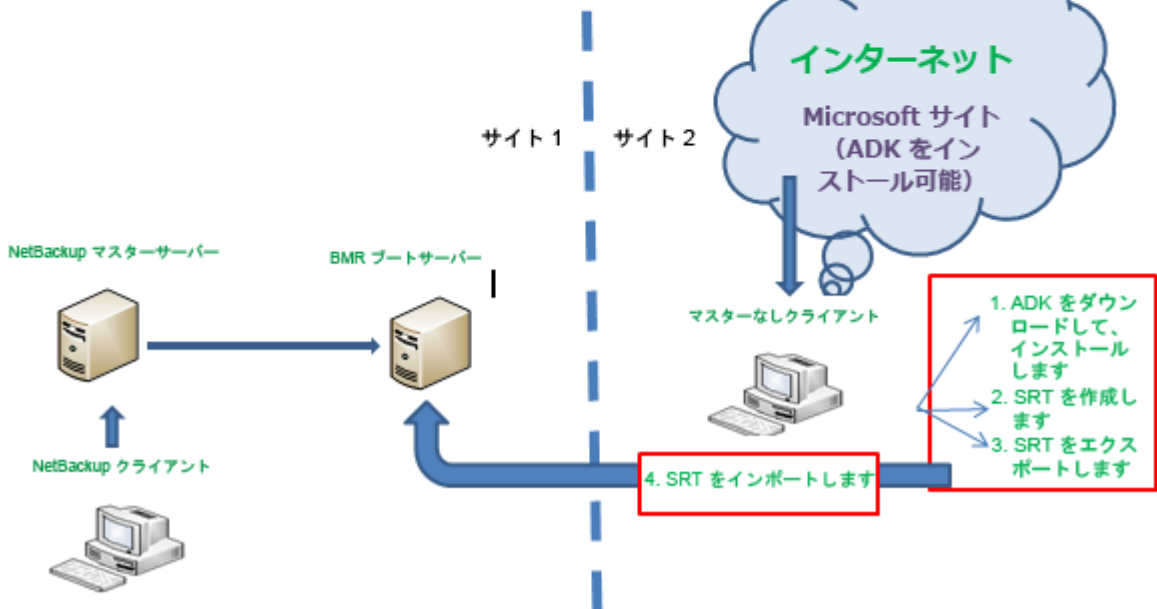 インターネット
Microsoft サイト
（ADK をイン
ストール可能）
サイト 1
サイト 2
NetBackup マスターサーバー
BMR ブートサーバー
マスターなしクライアント
1. ADK をダウン
ロードして、
インストール
します
2. SRT を作成し
ます
3. SRT をエクス
ポートします
NetBackup クライアント
4. SRT をインポートします